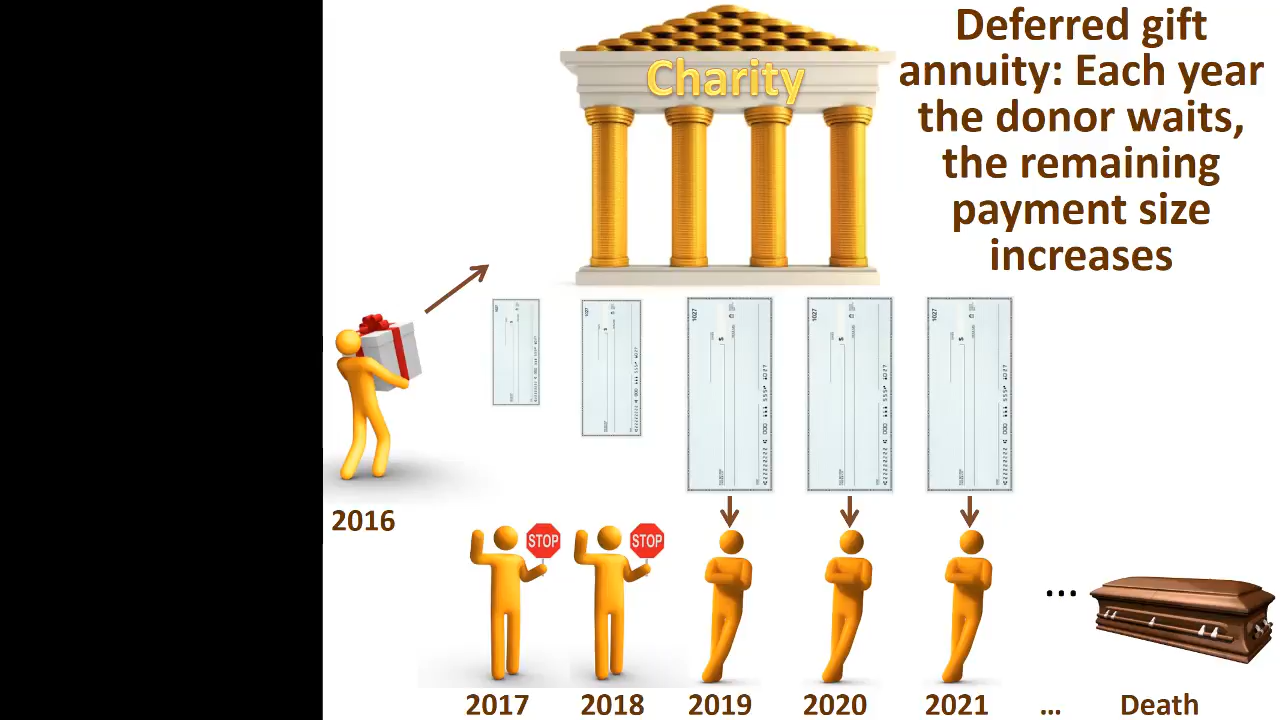 Charity
Deferred gift
annuity: Each year
the donor waits,
the remaining
payment size
increases
2016
STOP
STOP
...
2017
2018
2019
2020
2021
...
Death